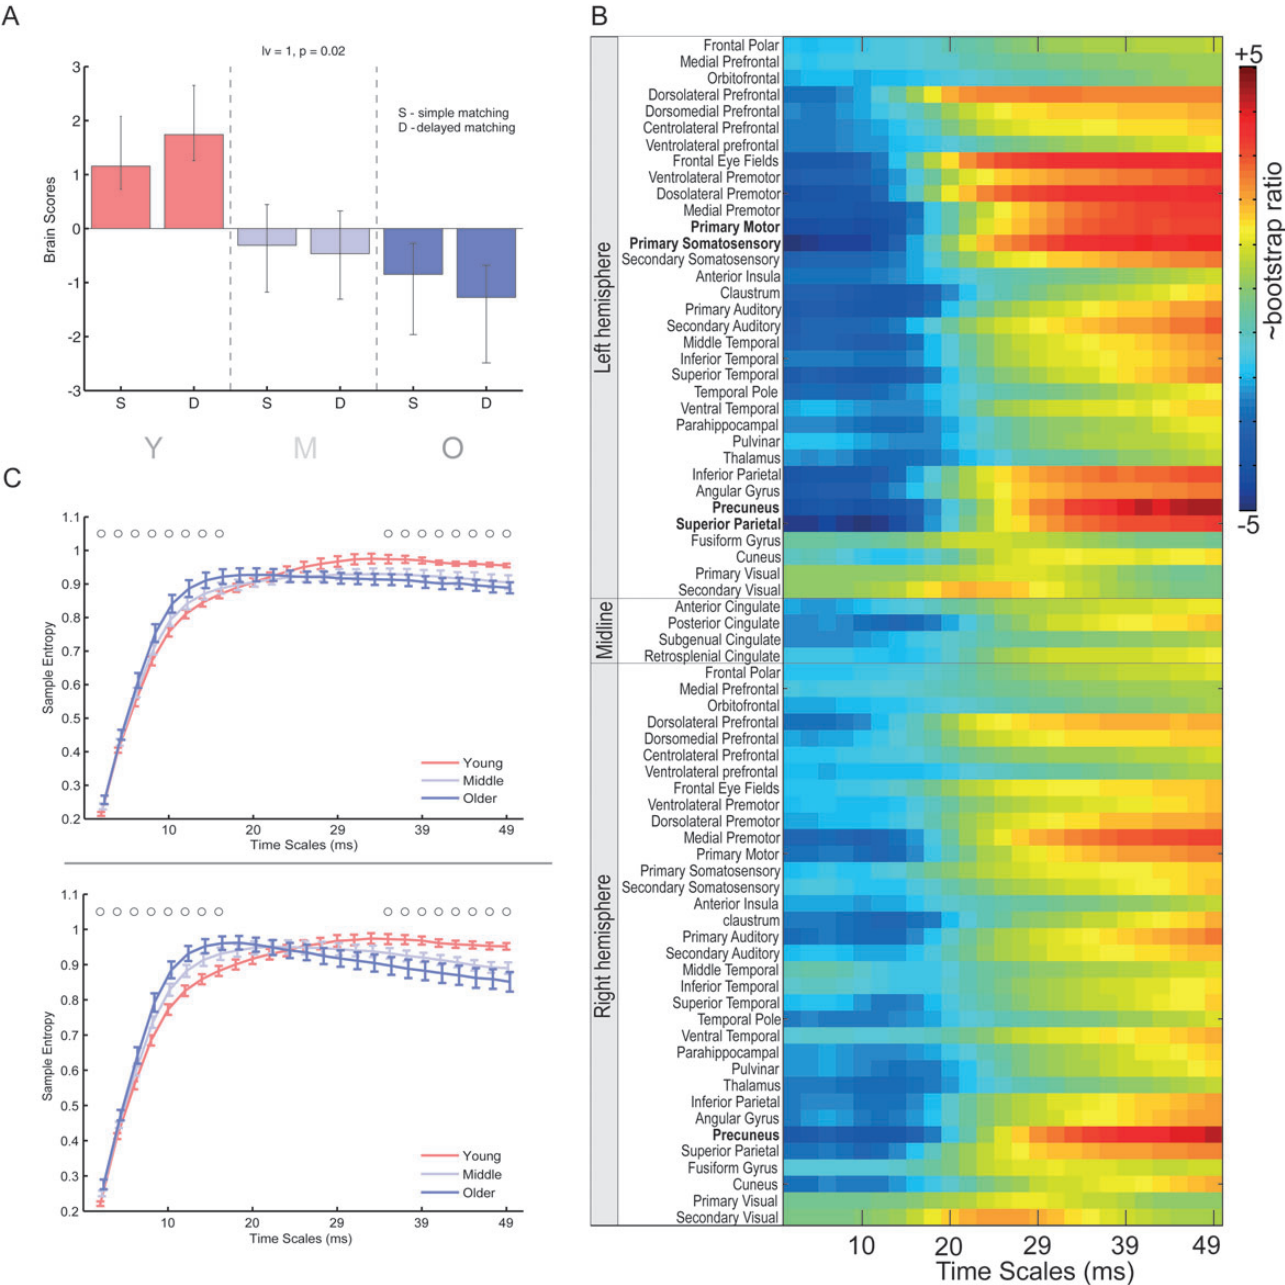 A
lv = 1, p = 0.02
S - simple matching
D - delayed matching
Brain Scores
3
2
1
0
-1
-2
-3
S D S D S D
Y M O
C
1.1
1
0.9
0.8
0.7
0.6
0.5
0.4
0.3
0.2
Sample Entropy
Young
Middle
Older
10 20 29 39 49
Time Scales (ms)
1.1
1
0.9
0.8
0.7
0.6
0.5
0.4
0.3
0.2
Sample Entropy
Young
Middle
Older
10 20 29 39 49
Time Scales (ms)
B
Left hemisphere
Frontal Polar
Medial Prefrontal
Orbitofrontal
Dorsolateral Prefrontal
Dorsomedial Prefrontal
Centrolateral Prefrontal
Ventrolateral prefrontal
Frontal Eye Fields
Ventrolateral Premotor
Dosolateral Premotor
Medial Premotor
Primary Motor
Primary Somatosensory
Secondary Somatosensory
Anterior Insula
Claustrum
Primary Auditory
Secondary Auditory
Middle Temporal
Inferior Temporal
Superior Temporal
Temporal Pole
Ventral Temporal
Parahippocampal
Pulvinar
Thalamus
Inferior Parietal
Angular Gyrus
Precuneus
Superior Parietal
Fusiform Gyrus
Cuneus
Primary Visual
Secondary Visual
Midline
Anterior Cingulate
Posterior Cingulate
Subgenual Cingulate
Retrosplenial Cingulate
Right hemisphere
Frontal Polar
Medial Prefrontal
Orbitofrontal
Dorsolateral Prefrontal
Dorsomedial Prefrontal
Centrolateral Prefrontal
Ventrolateral prefrontal
Frontal Eye Fields
Ventrolateral Premotor
Dorsolateral Premotor
Medial Premotor
Primary Motor
Primary Somatosensory
Secondary Somatosensory
Anterior Insula
claustrum
Primary Auditory
Secondary Auditory
Middle Temporal
Inferior Temporal
Superior Temporal
Temporal Pole
Ventral Temporal
Parahippocampal
Pulvinar
Thalamus
Inferior Parietal
Angular Gyrus
Precuneus
Superior Parietal
Fusiform Gyrus
Cuneus
Primary Visual
Secondary Visual
10 20 29 39 49
Time Scales (ms)
+5
~bootstrap ratio
-5